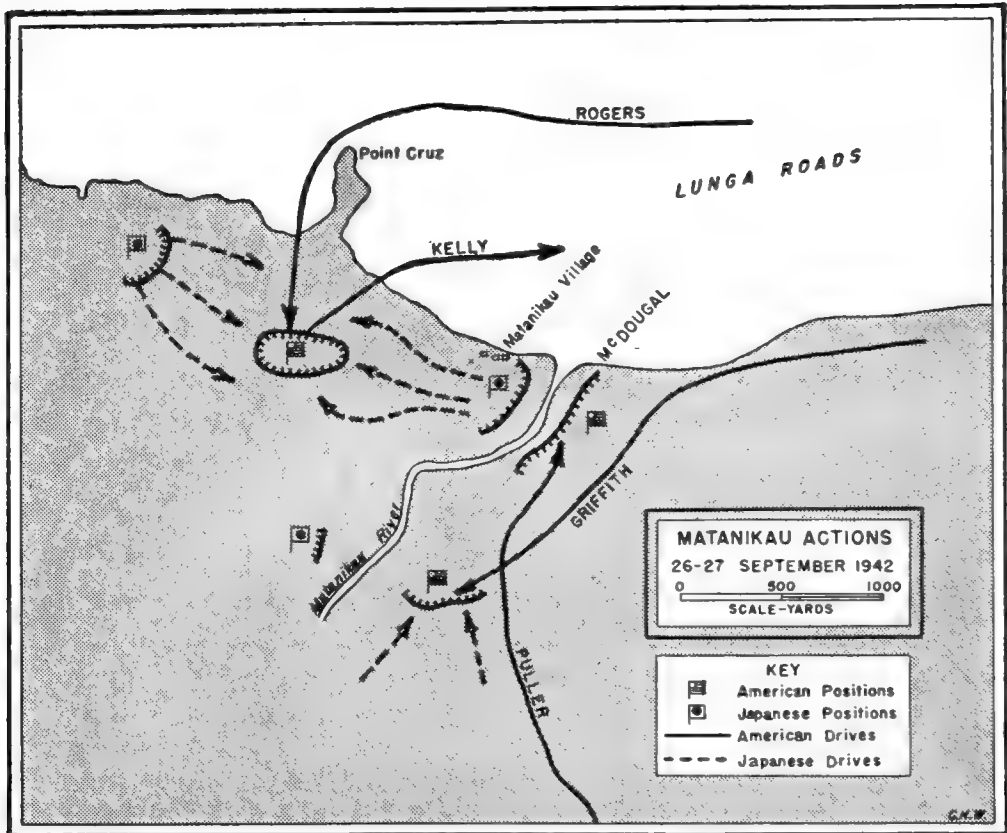 ROGERS
Point Cruz
LUNGA ROADS
KELLY
Matanikau Village
McDOUGAL
GRIFFITH
Matanikau River
PULLER
MATANIKAU ACTIONS
26-27 SEPTEMBER 1942
0 500 1000
SCALE-YARDS
KEY
American Positions
Japanese Positions
American Drives
Japanese Drives
G.K.W.